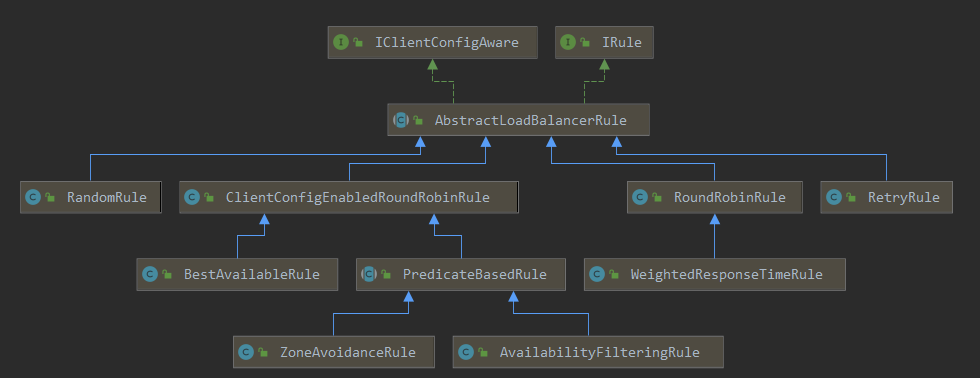 I IClientConfigAware
I IRule
C AbstractLoadBalancerRule
C RandomRule
C ClientConfigEnabledRoundRobinRule
C RoundRobinRule
C RetryRule
C BestAvailableRule
C PredicateBasedRule
C WeightedResponseTimeRule
C ZoneAvoidanceRule
C AvailabilityFilteringRule